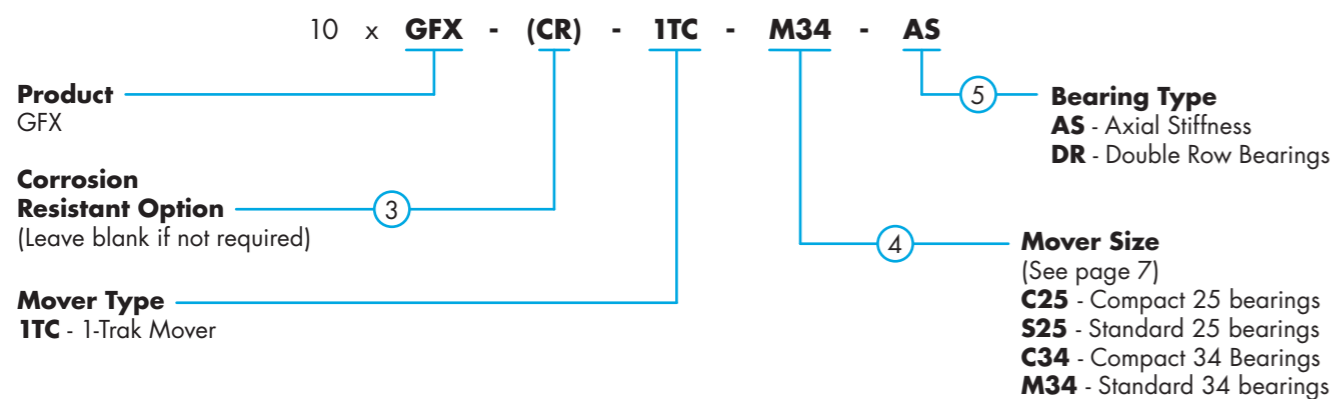 10 x GFX - (CR) - 1TC - M34 - AS
Product
GFX
Corrosion
Resistant Option
(Leave blank if not required)
3
Mover Type
1TC - 1-Trak Mover
5
Bearing Type
AS - Axial Stiffness
DR - Double Row Bearings
4
Mover Size
(See page 7)
C25 - Compact 25 bearings
S25 - Standard 25 bearings
C34 - Compact 34 Bearings
M34 - Standard 34 bearings